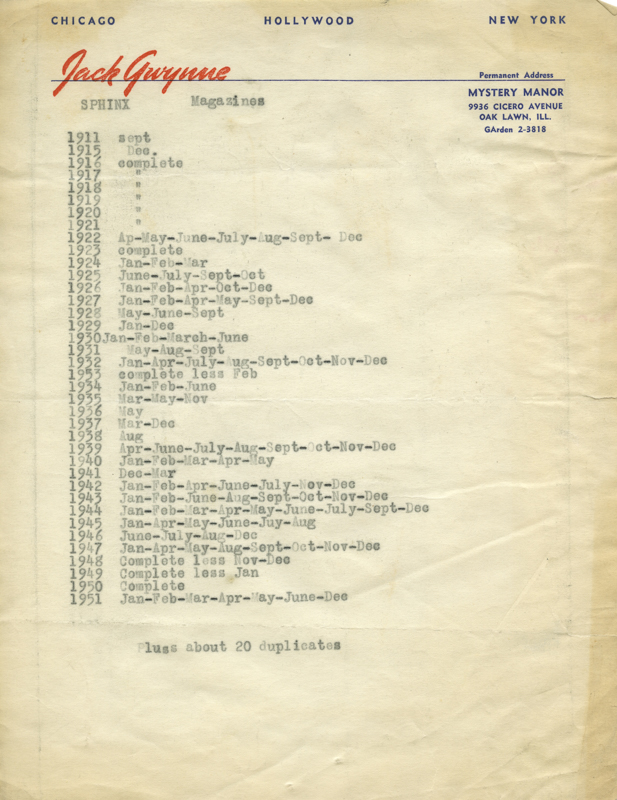 CHICAGO HOLLYWOOD NEW YORK
Jack Gwynne
Permanent Address
SPHINX Magazines
MYSTERY MANOR
9936 CICERO AVENUE
OAK LAWN, ILL.
GArden 2-3818
1911 sept
1915 Dec.
1916 complete
1917 "
1918 "
1919 "
1920 "
1921 "
1922 Ap-May-June-July-Aug-Sept- Dec
1923 complete
1924 Jan-Feb-Mar
1925 June-July-Sept-Oct
1926 Jan-Feb-Apr-Oct-Dec
1927 Jan-Feb-Apr-May-Sept-Dec
1928 May-June-Sept
1929 Jan-Dec
1930Jan-Feb-March-June
1931 May-Aug-Sept
1932 Jan-Apr-July-Aug-Sept-Oct-Nov-Dec
1953 complete less Feb
1934 Jan-Feb-June
1935 Mar-May-Nov
1936 May
1937 Mar-Dec
1938 Aug
1939 Apr-June-July-Aug-Sept-Oct-Nov-Dec
1940 Jan-Feb-Mar-Apr-May
1941 Dec-Mar
1942 Jan-Feb-Apr-June-July-Nov-Dec
1943 Jan-Feb-June-Aug-Sept-Oct-Nov-Dec
1944 Jan-Feb-Mar-Apr-May-June-July-Sept-Dec
1945 Jan-Apr-May-June-Juy-Aug
1946 June-July-Aug-Dec
1947 Jan-Apr-May-Aug-Sept-Oct-Nov-Dec
1948 Complete less Nov-Dec
1949 Complete less Jan
1950 Complete
1951 Jan-Feb-Mar-Apr-May-June-Dec
Pluss about 20 duplicates